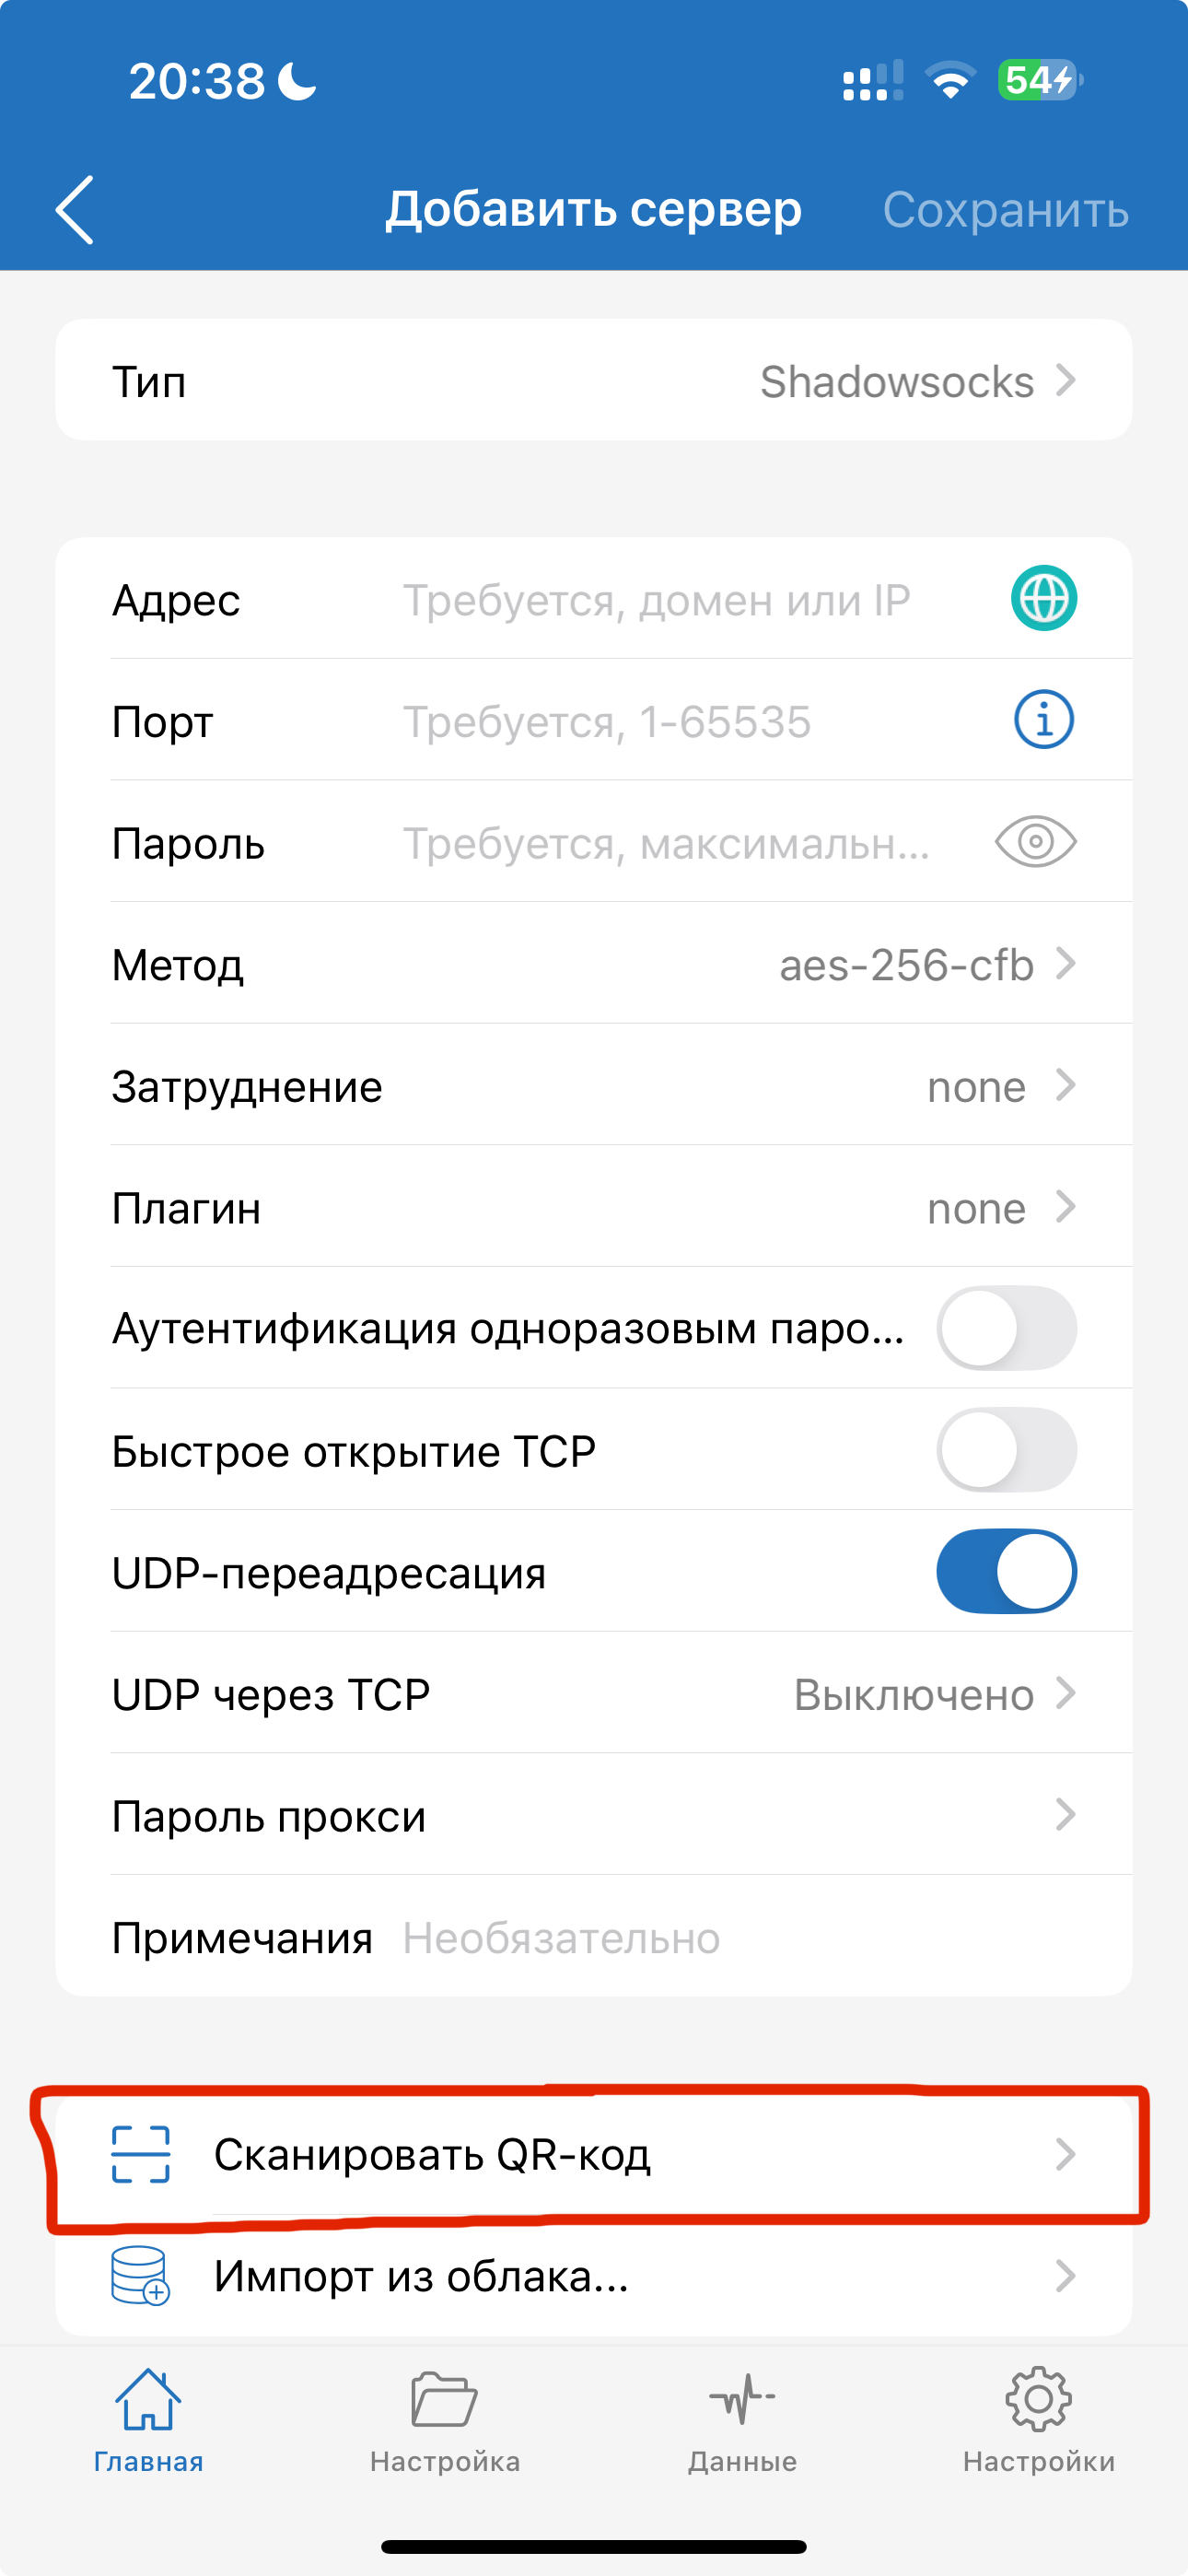 20:38
54
Добавить сервер
Сохранить
Тип
Shadowsocks
Адрес
Требуется, домен или IP
Порт
Требуется, 1-65535
Пароль
Требуется, максимальн...
Метод
aes-256-cfb
Затруднение
none
Плагин
none
Аутентификация одноразовым паро...
Быстрое открытие TCP
UDP-переадресация
UDP через TCP
Выключено
Пароль прокси
Примечания
Необязательно
Сканировать QR-код
Импорт из облака...
Главная
Настройка
Данные
Настройки